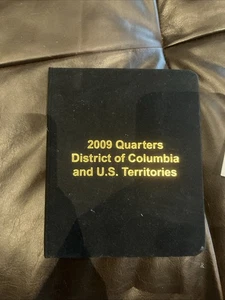 2009 Quarters
District of Columbia
and U.S. Territories